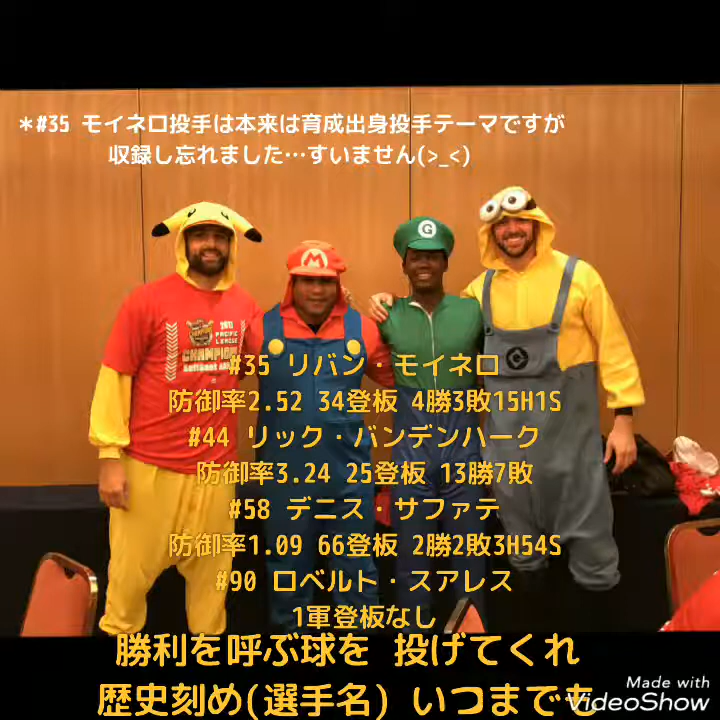 ＊#35 モイネロ投手は本来は育成出身投手テーマですが
収録し忘れました…すいません(>_<)
M
G
2017
PACIFIC
LEAGUE
CHAMPIONS
#35 リバン・モイネロ
防御率2.52 34登板 4勝3敗15H1S
#44 リック・バンデンハーク
防御率3.24 25登板 13勝7敗
#58 デニス・サファテ
防御率1.09 66登板 2勝2敗3H54S
#90 ロベルト・スアレス
1軍登板なし
勝利を呼ぶ球を 投げてくれ
歴史刻め(選手名) いつまでも
Made with
VideoShow